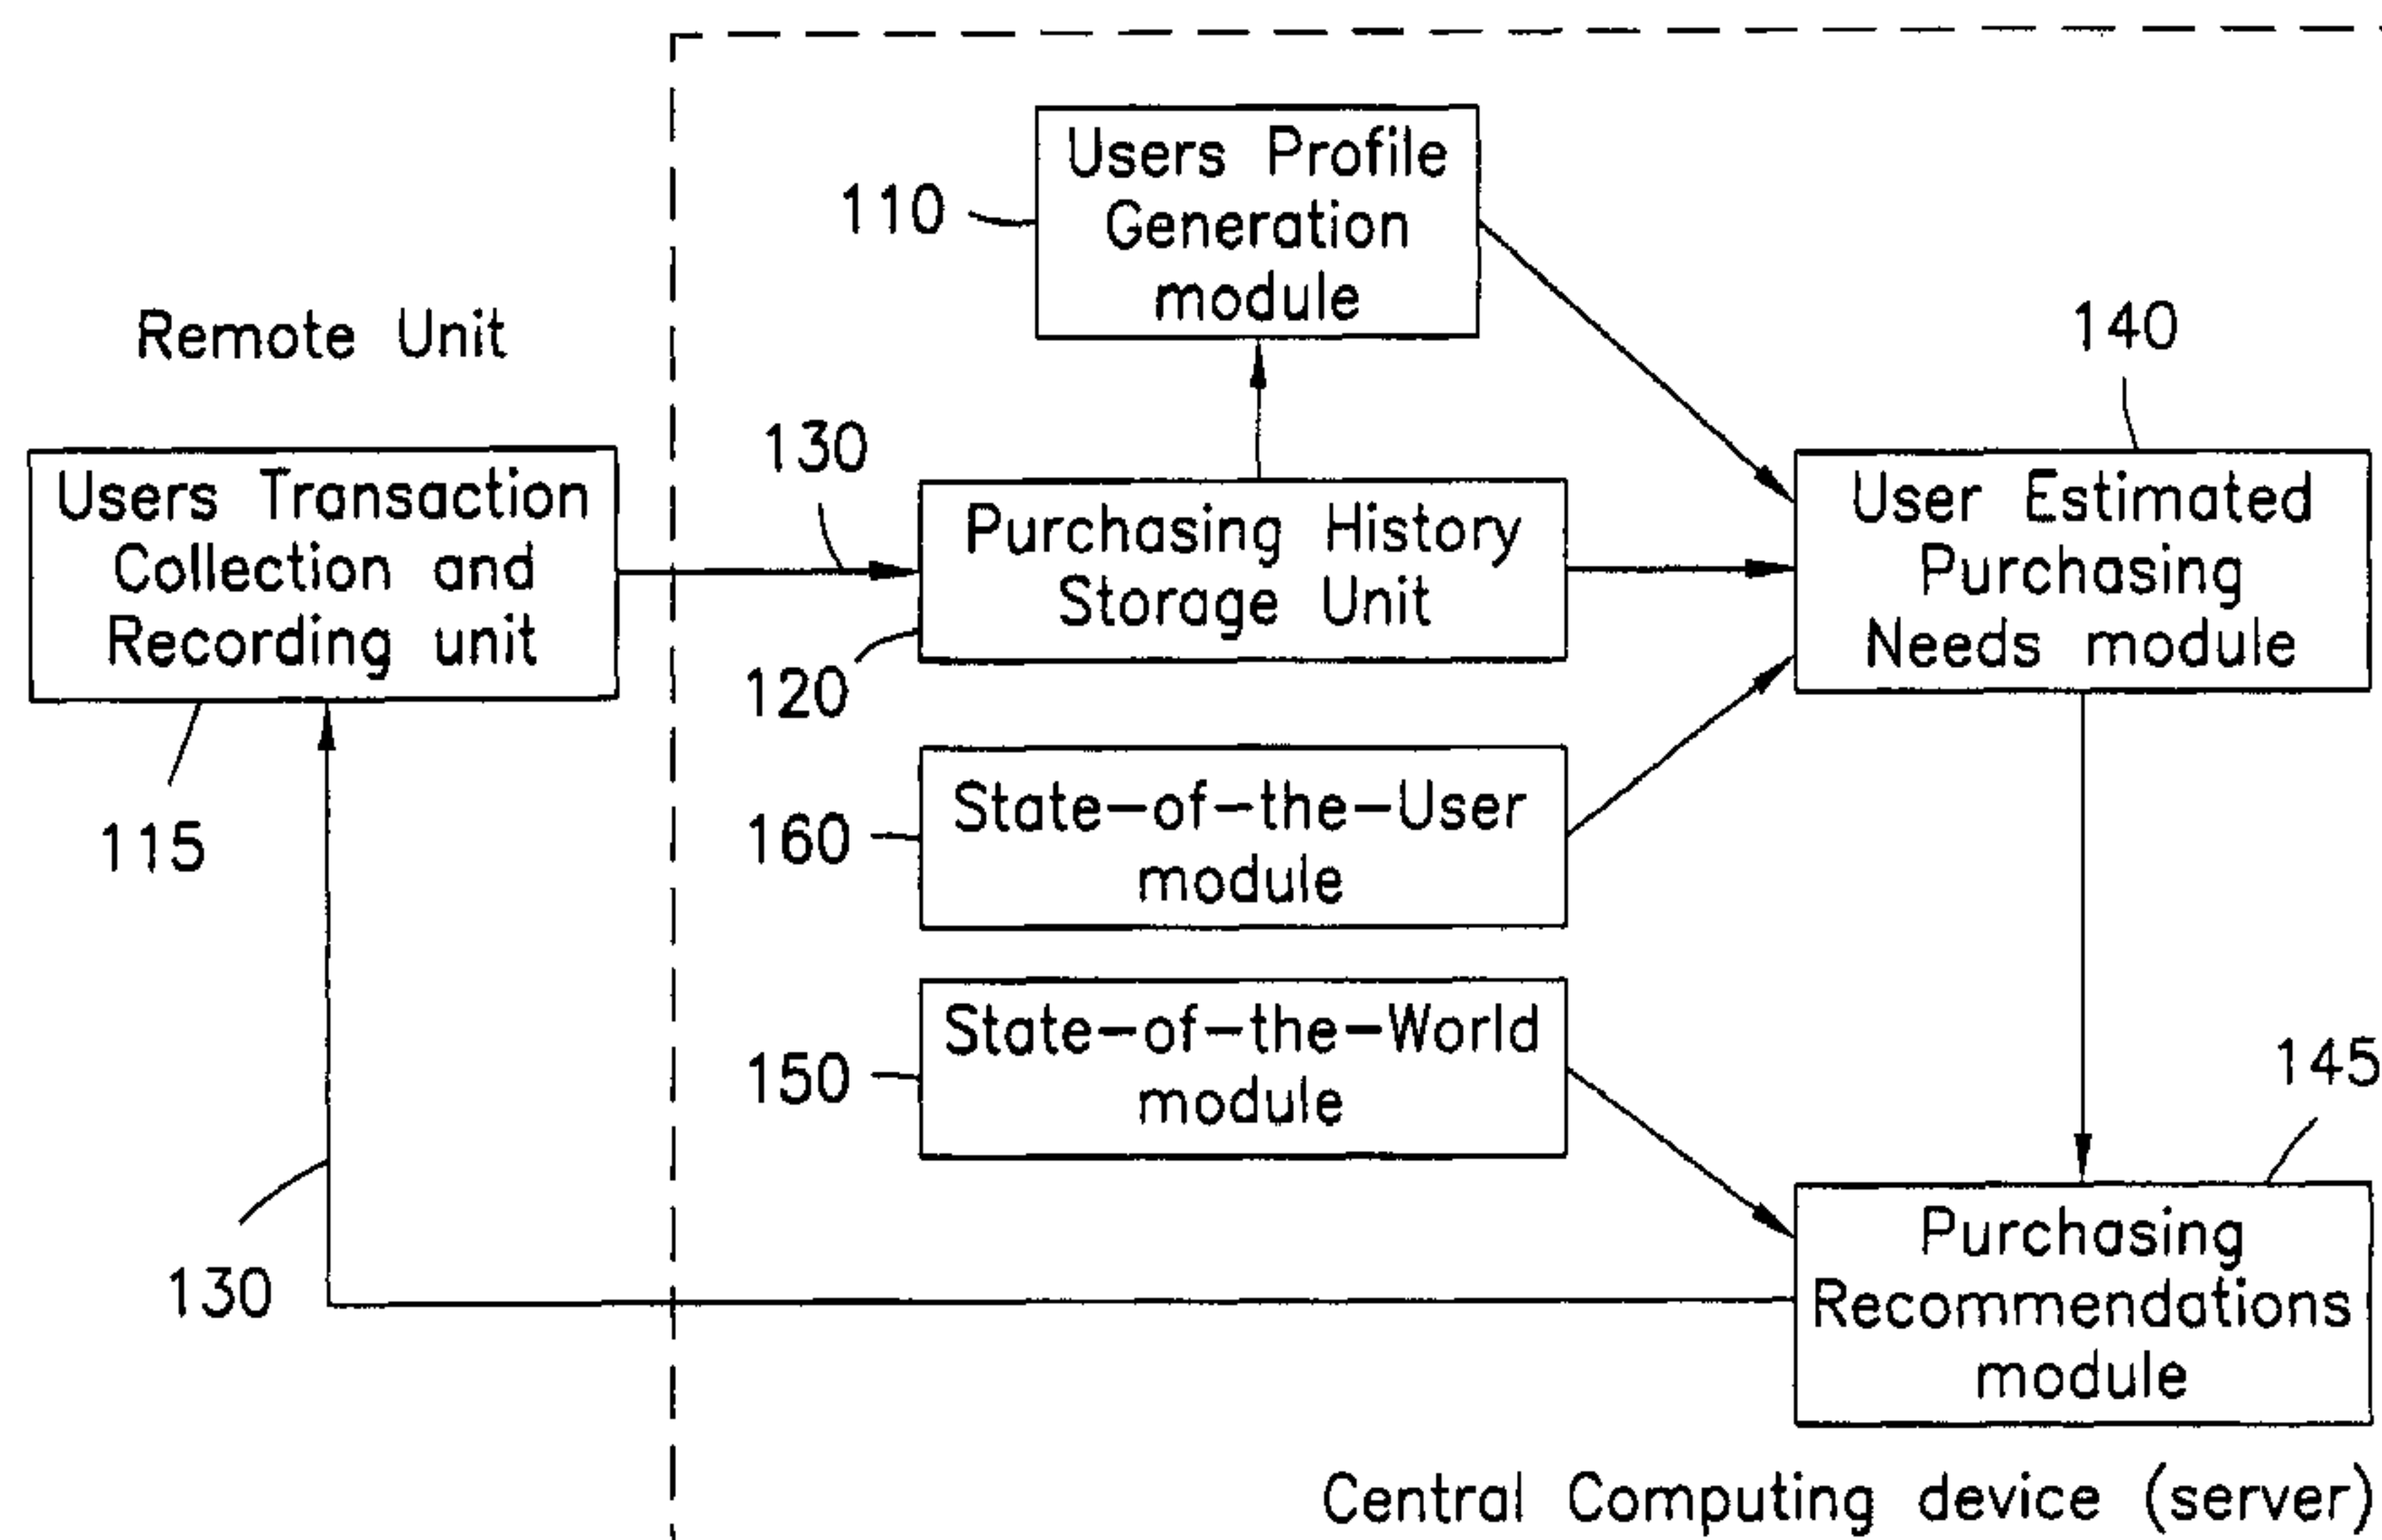 Users Profile
Generation
module
110
Remote Unit
140
130
Users Transaction
Collection and
Recording unit
115
Purchasing History
Storage Unit
120
User Estimated
Purchasing
Needs module
State-of-the-User
module
160
State-of-the-World
module
150
145
Purchasing
Recommendations
module
130
Central Computing device (server)